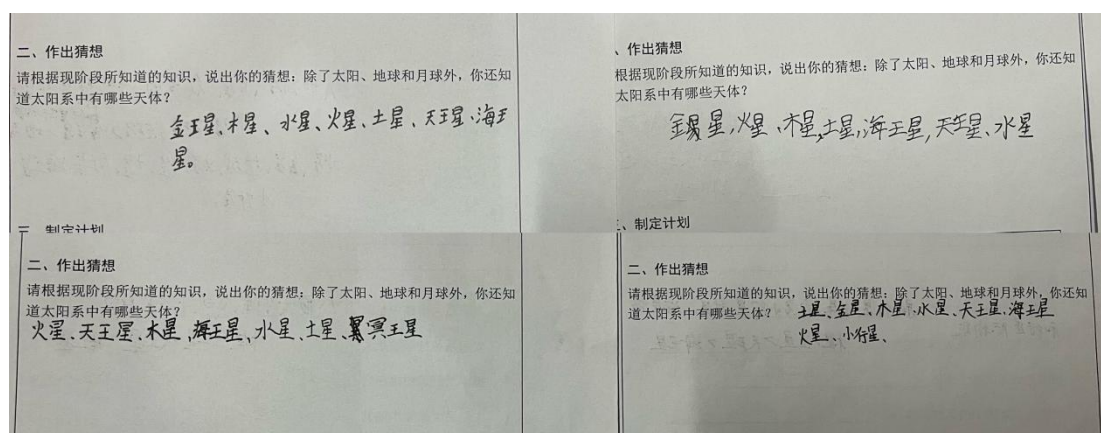 二、作出猜想
请根据现阶段所知道的知识，说出你的猜想：除了太阳、地球和月球外，你还知
道太阳系中有哪些天体？
金王星、木星、水星、火星、土星、天王星、海王
星。
三、制定计划
、作出猜想
根据现阶段所知道的知识，说出你的猜想：除了太阳、地球和月球外，你还知
太阳系中有哪些天体？
星，火星、木星，土星，海王星，天王星、水星
、制定计划
二、作出猜想
请根据现阶段所知道的知识，说出你的猜想：除了太阳、地球和月球外，你还知
道太阳系中有哪些天体？
火星、天王星、木星，海王星，水星、土星、冥王星
二、作出猜想
请根据现阶段所知道的知识，说出你的猜想：除了太阳、地球和月球外，你还知
道太阳系中有哪些天体？
土星、金星、木星、水星、天王星、海王星
火星、小行星、